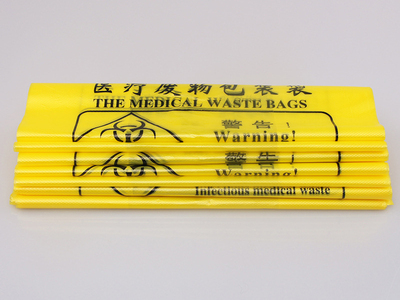 医疗废物包装袋
THE MEDICAL WASTE BAGS
警告!
Warning!
警告!
Warning!
Infectious medical waste